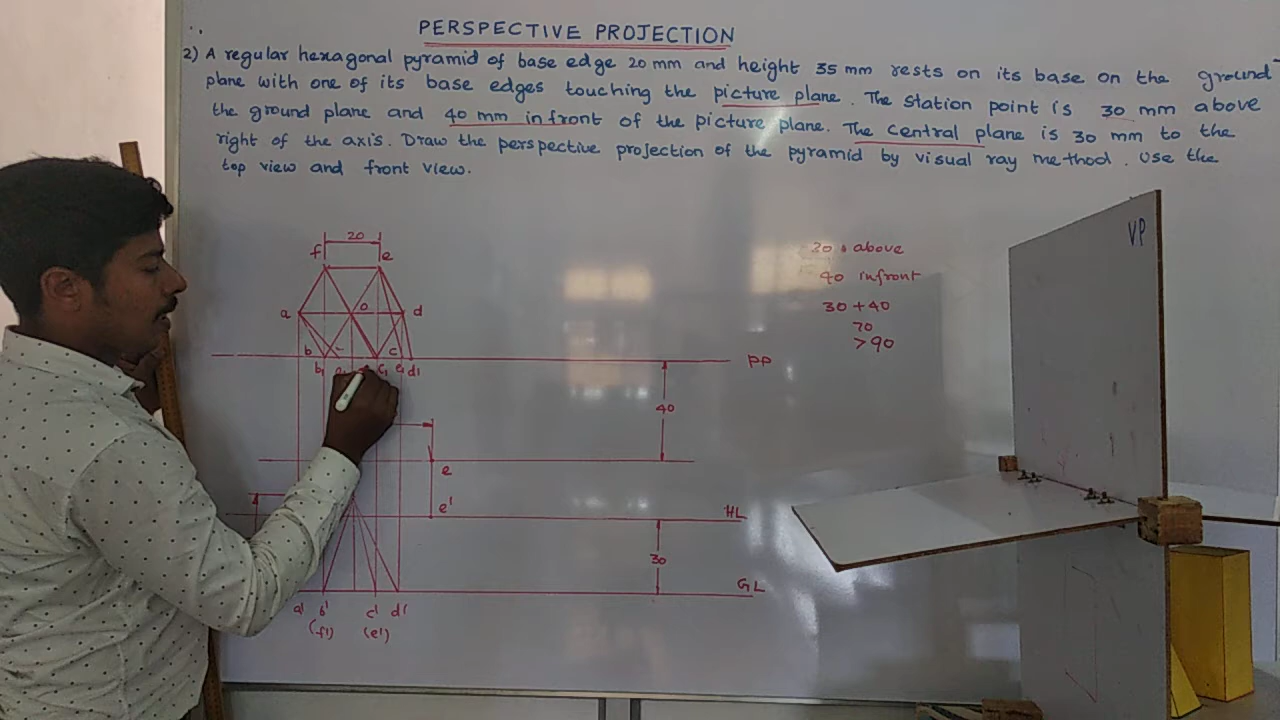 PERSPECTIVE PROJECTION
2) A regular hexagonal pyramid of base edge 20 mm and height 35 mm rests on its base on the ground
plane with one of its base edges touching the picture plane. The Station point is 30 mm above
the ground plane and 40 mm infront of the picture plane. The central plane is 30 mm to the
right of the axis. Draw the perspective projection of the pyramid by visual ray method. Use the
top view and front view.
VP
20
f e
20 above
40 infront
30 + 40
70
>90
a o d
b c
PP
b1 c1 e1 d1
40
e
e'
HL
30
GL
a' b' c' d'
(f') (e')